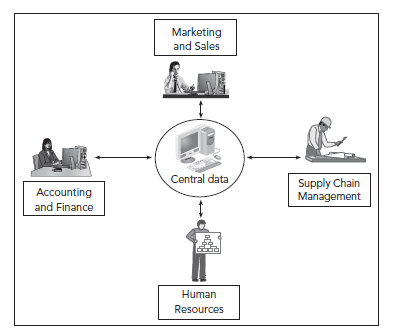 Marketing
and Sales
Central data
Accounting
and Finance
Supply Chain
Management
Human
Resources